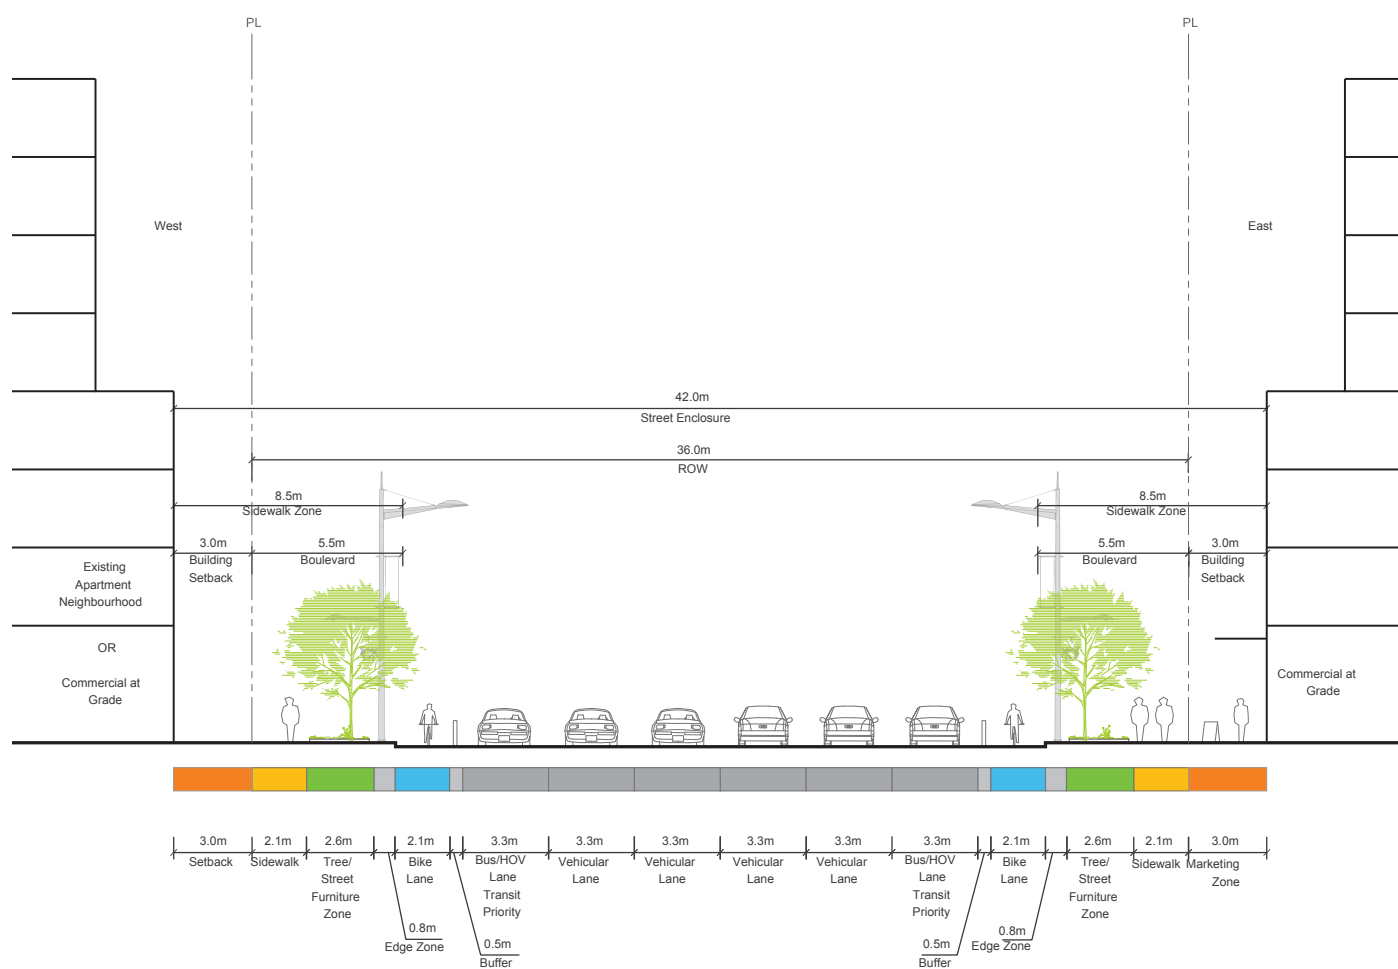 PL
PL
West
East
42.0m
Street Enclosure
36.0m
ROW
8.5m
Sidewalk Zone
8.5m
Sidewalk Zone
3.0m
Building
Setback
5.5m
Boulevard
5.5m
Boulevard
3.0m
Building
Setback
Existing
Apartment
Neighbourhood
OR
Commercial at
Grade
Commercial at
Grade
3.0m
Setback
2.1m
Sidewalk
2.6m
Tree/
Street
Furniture
Zone
0.8m
Edge Zone
2.1m
Bike
Lane
0.5m
Buffer
3.3m
Bus/HOV
Lane
Transit
Priority
3.3m
Vehicular
Lane
3.3m
Vehicular
Lane
3.3m
Vehicular
Lane
3.3m
Vehicular
Lane
3.3m
Bus/HOV
Lane
Transit
Priority
0.5m
Buffer
2.1m
Bike
Lane
0.8m
Edge Zone
2.6m
Tree/
Street
Furniture
Zone
2.1m
Sidewalk
3.0m
Marketing
Zone